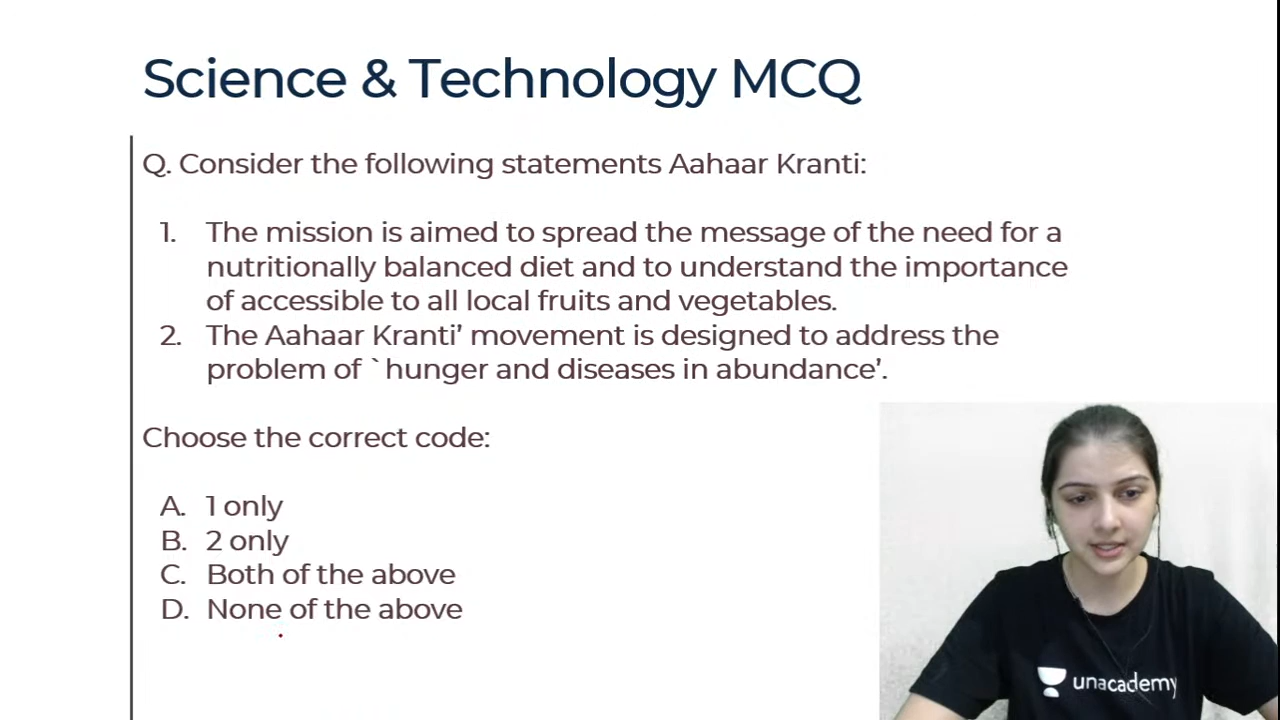 Science & Technology MCQ
Q. Consider the following statements Aahaar Kranti:
1. The mission is aimed to spread the message of the need for a
nutritionally balanced diet and to understand the importance
of accessible to all local fruits and vegetables.
2. The Aahaar Kranti’ movement is designed to address the
problem of `hunger and diseases in abundance’.
Choose the correct code:
A. 1 only
B. 2 only
C. Both of the above
D. None of the above
unacademy